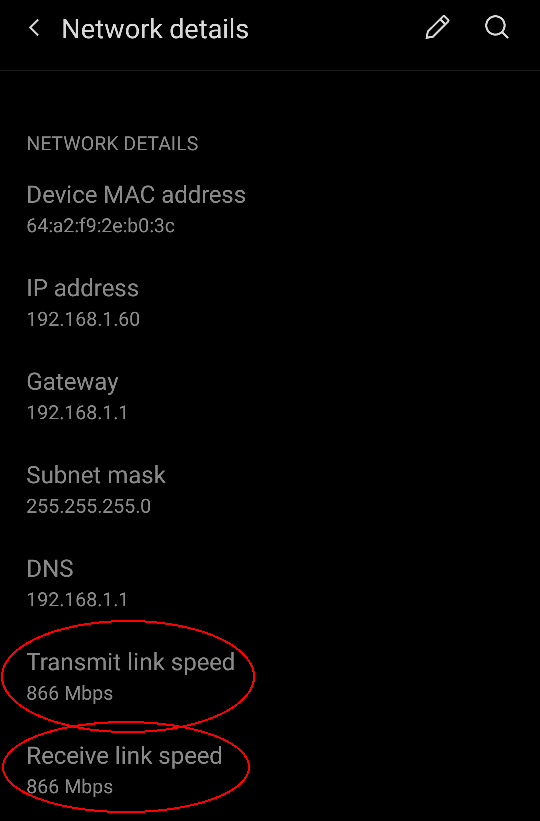 Network details
NETWORK DETAILS
Device MAC address
64:a2:f9:2e:b0:3c
IP address
192.168.1.60
Gateway
192.168.1.1
Subnet mask
255.255.255.0
DNS
192.168.1.1
Transmit link speed
866 Mbps
Receive link speed
866 Mbps